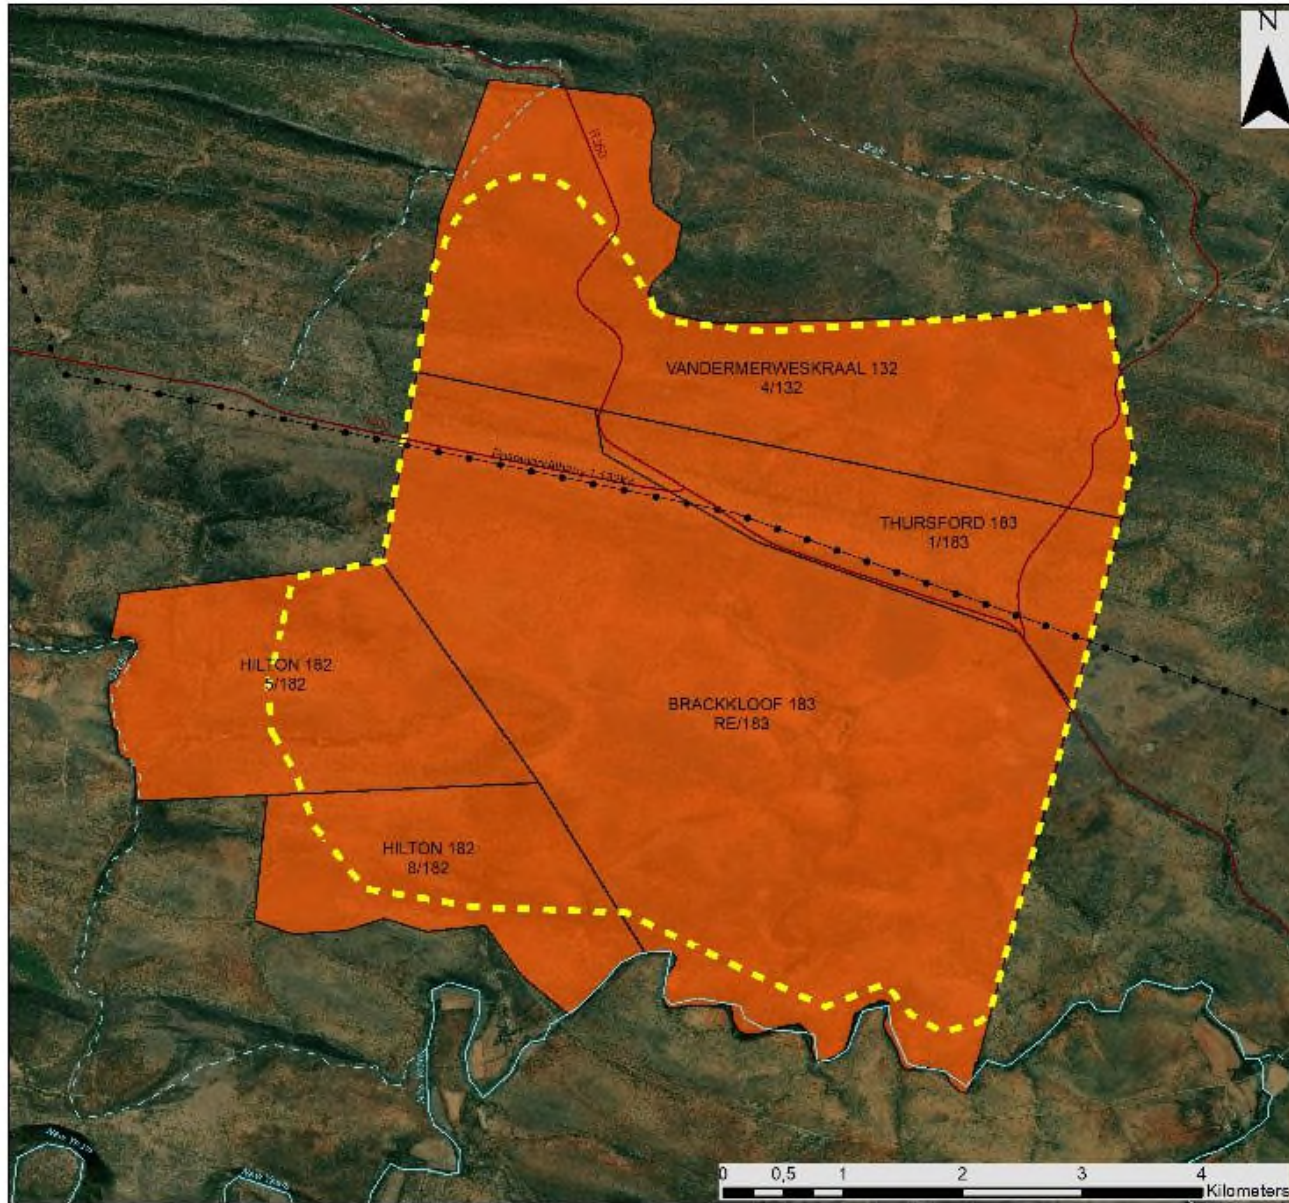 N
R350
VANDERMERWESKRAAL 132
4/132
THURSFORD 183
1/183
HILTON 182
5/182
BRACKKLOOF 183
RE/183
HILTON 182
8/182
0 0,5 1 2 3 4
Kilometers